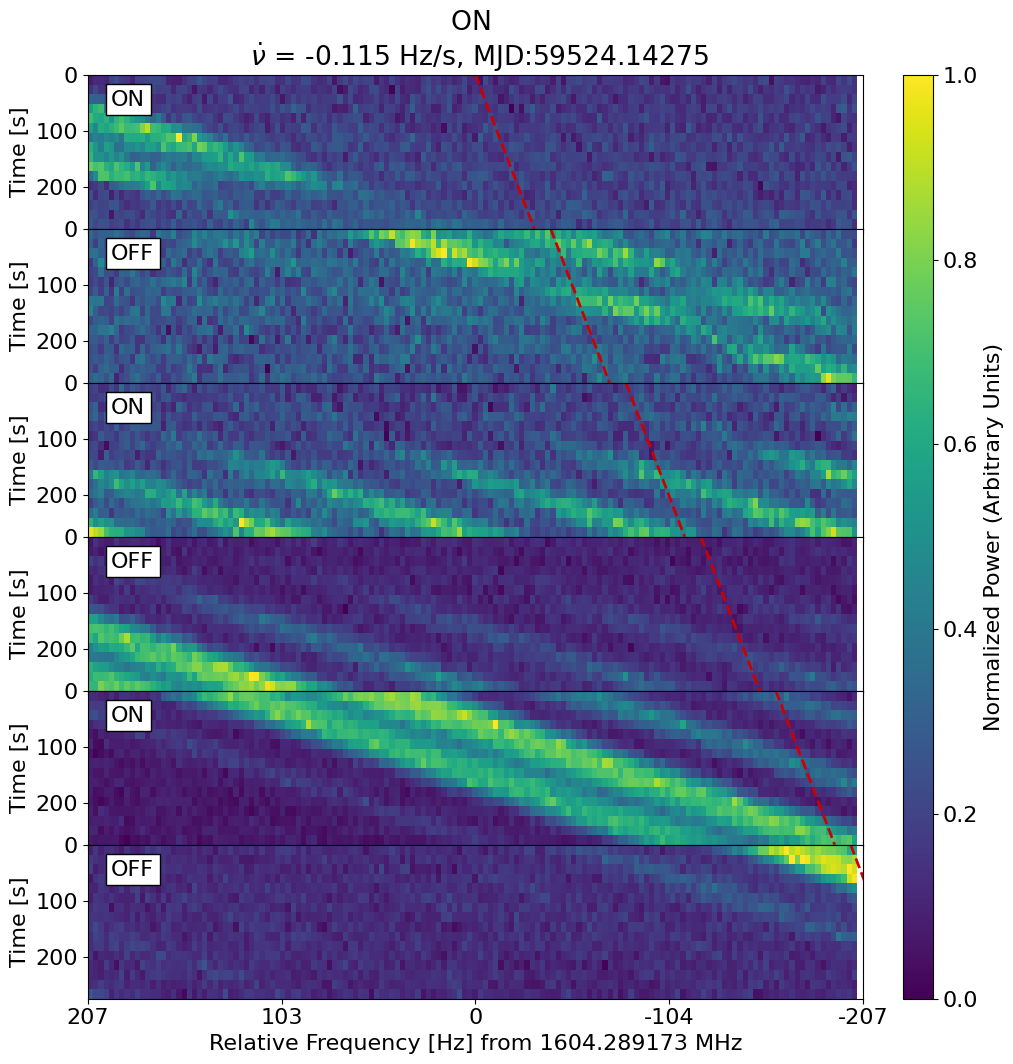 ON
ν̇ = -0.115 Hz/s, MJD:59524.14275
0
ON
Time [s]
100
200
0
OFF
Time [s]
100
200
0
ON
Time [s]
100
200
0
OFF
Time [s]
100
200
0
ON
Time [s]
100
200
0
OFF
Time [s]
100
200
207
103
0
-104
-207
Relative Frequency [Hz] from 1604.289173 MHz
1.0
0.8
0.6
0.4
0.2
0.0
Normalized Power (Arbitrary Units)